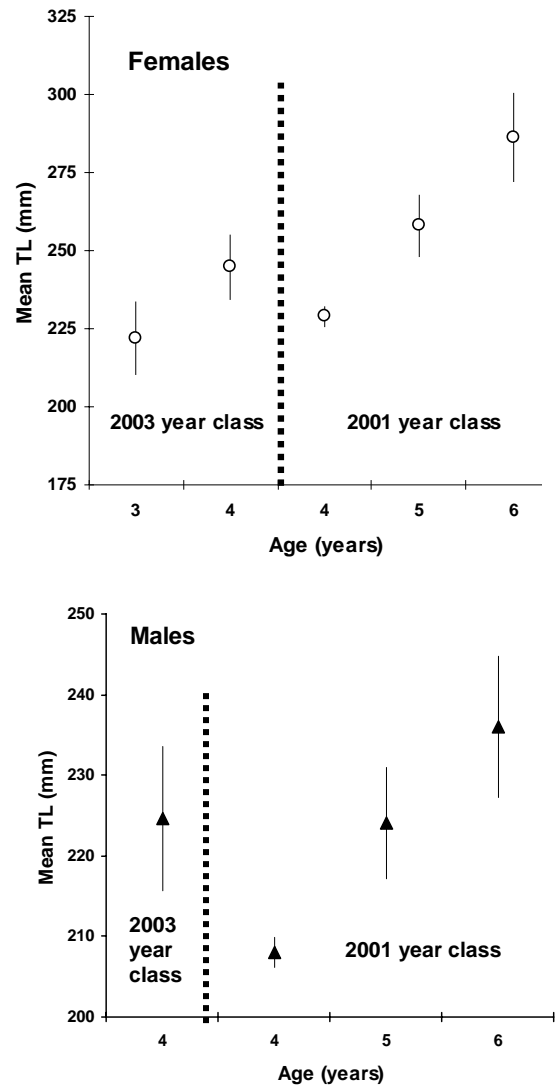 Females
Mean TL (mm)
300
275
250
225
200
175
2003 year class
2001 year class
3 4 4 5 6
Age (years)
Males
Mean TL (mm)
250
240
230
220
210
200
2003
year
class
2001 year class
4 4 5 6
Age (years)